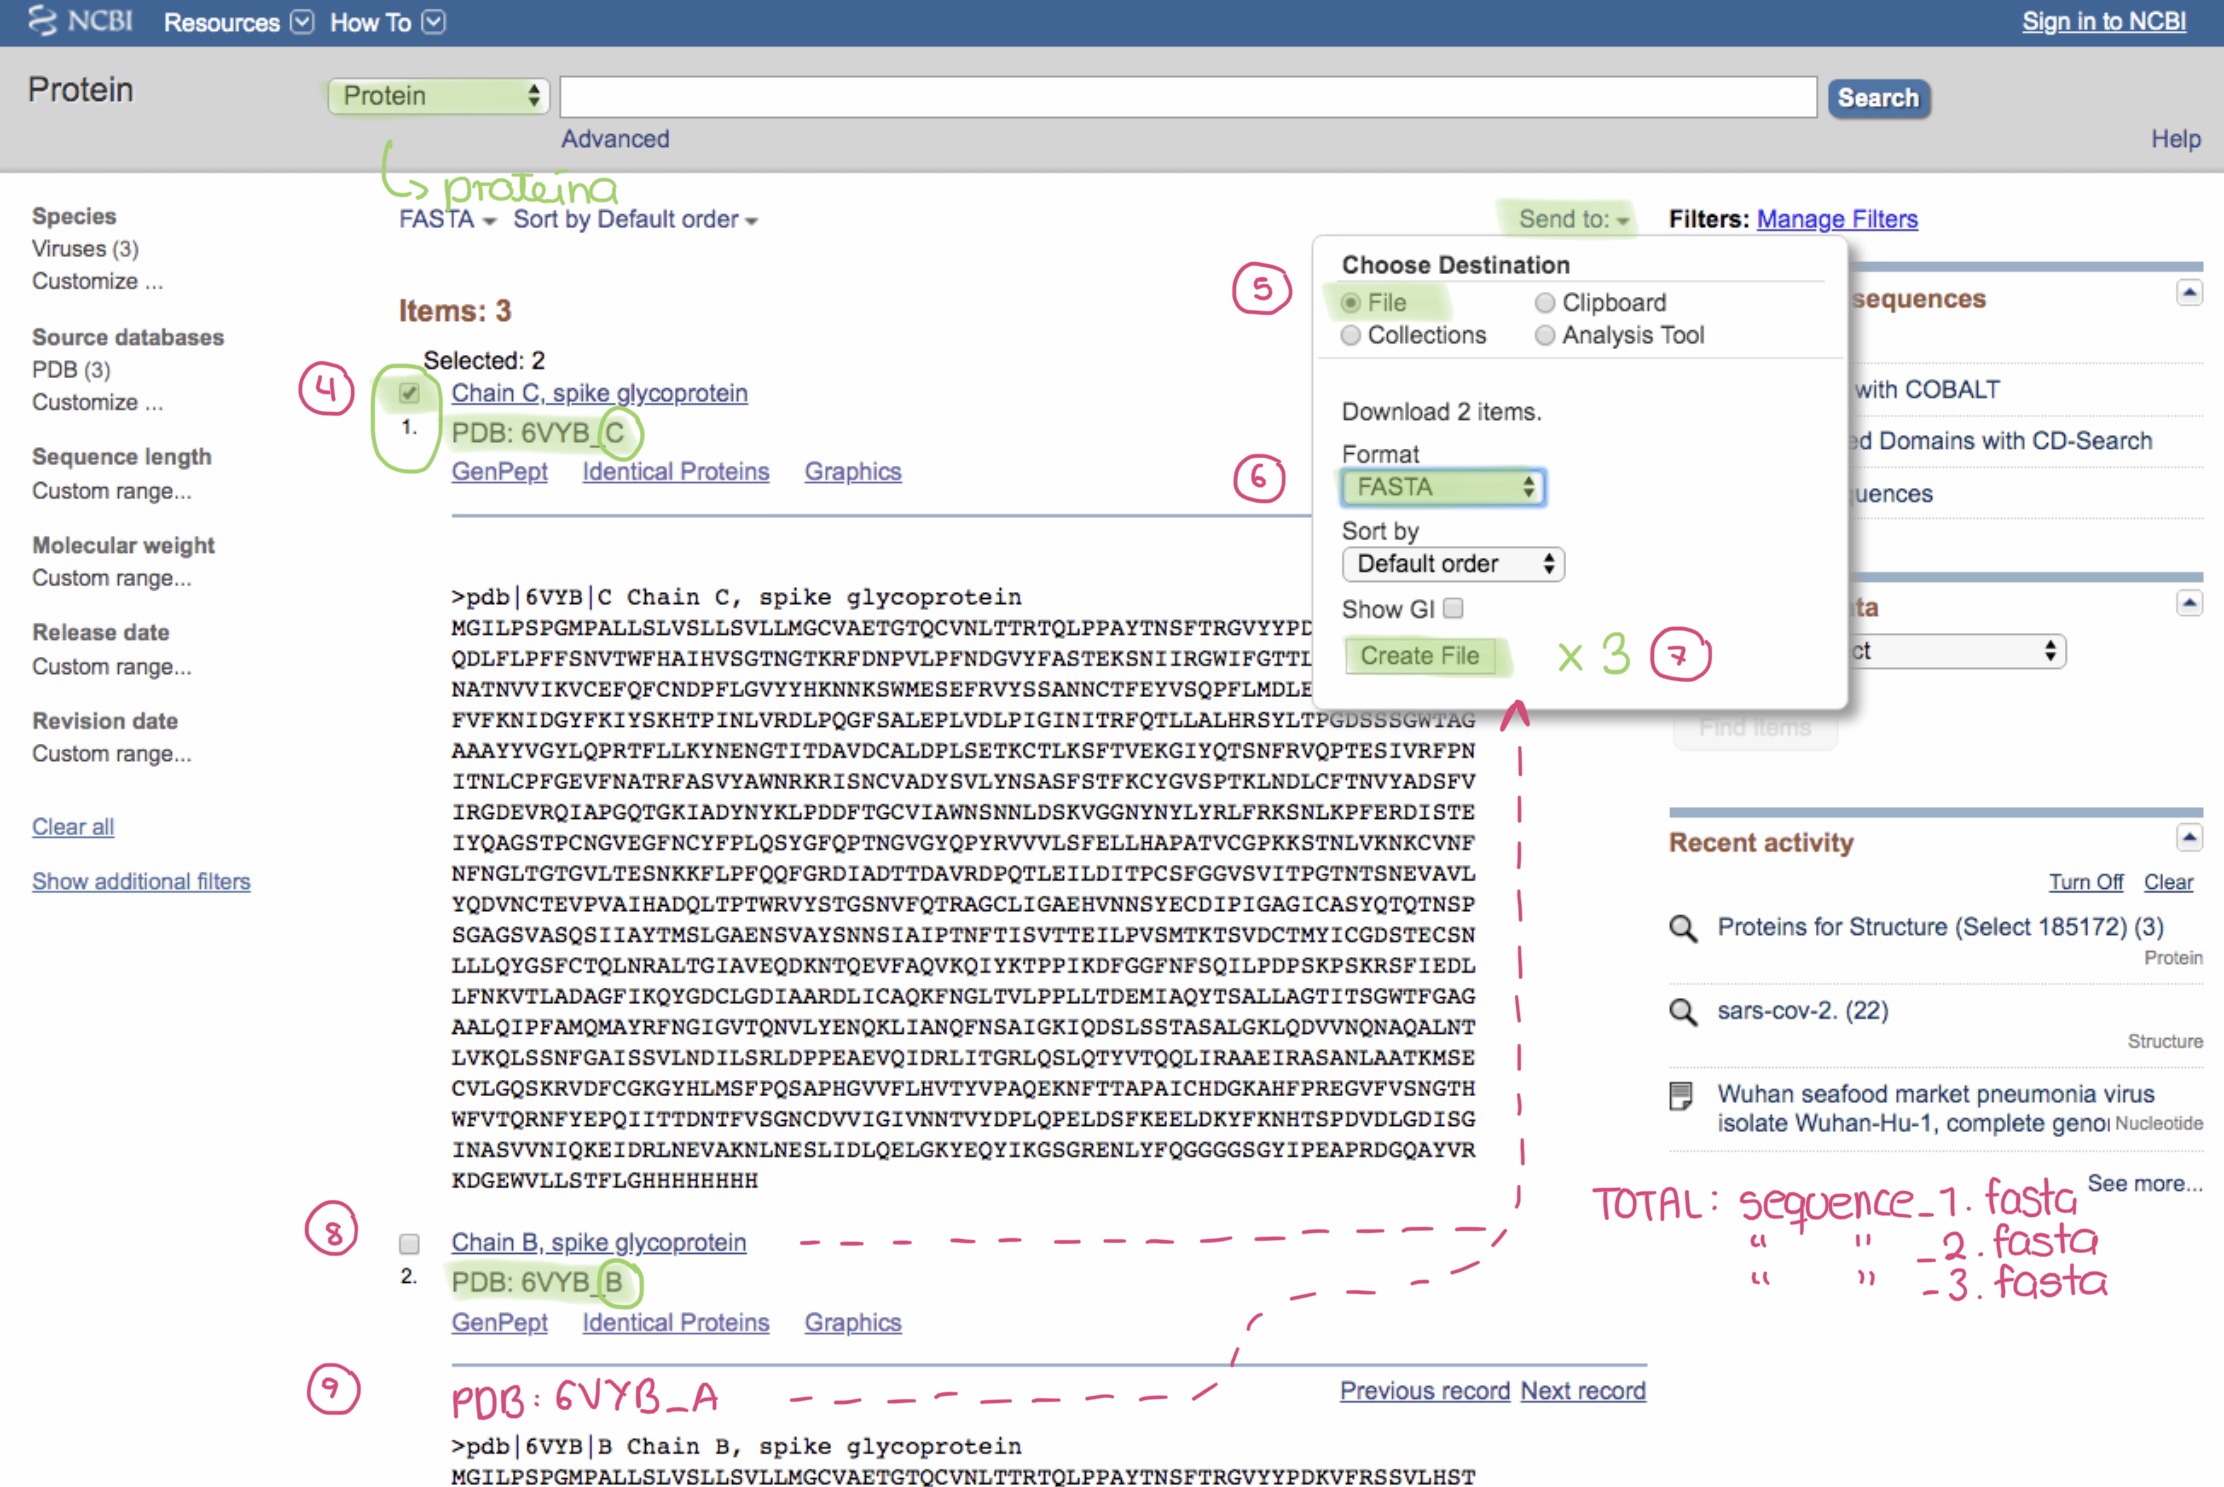 NCBI Resources How To Sign in to NCBI
Protein Protein Search
Advanced Help
proteína
FASTA Sort by Default order Send to: Filters: Manage Filters
Species
Viruses (3)
Customize ...
Source databases
PDB (3)
Customize ...
Sequence length
Custom range...
Molecular weight
Custom range...
Release date
Custom range...
Revision date
Custom range...
Clear all
Show additional filters
Items: 3
Selected: 2
4
Chain C, spike glycoprotein
1. PDB: 6VYB_C
GenPept Identical Proteins Graphics
5
Choose Destination
File Clipboard
Collections Analysis Tool
Download 2 items.
6
Format
FASTA
Sort by
Default order
Show GI
Create File x 3 7
sequences
with COBALT
ed Domains with CD-Search
quences
ta
ct
Find items
>pdb|6VYB|C Chain C, spike glycoprotein
MGILPSPGMPALLSLVSLLSVLLMGCVAETGTQCVNLTTRTQLPPAYTNSFTRGVYYPD
QDLFLPFFSNVTWFHAIHVSGTNGTKRFDNPVLPFNDGVYFASTEKSNIIRGWIFGTTL
NATNVVIKVCEFQFCNDPFLGVYYHKNNKSWMESEFRVYSSANNCTFEYVSQPFLMDLE
FVFKNIDGYFKIYSKHTPINLVRDLPQGFSALEPLVDLPIGINITRFQTLLALHRSYLTPGDSSSGWTAG
AAAYYVGYLQPRTFLLKYNENGTITDAVDCALDPLSETKCTLKSFTVEKGIYQTSNFRVQPTESIVRFPN
ITNLCPFGEVFNATRFASVYAWNRKRISNCVADYSVLYNSASFSTFKCYGVSPTKLNDLCFTNVYADSFV
IRGDEVRQIAPGQTGKIADYNYKLPDDFTGCVIAWNSNNLDSKVGGNYNYLYRLFRKSNLKPFERDISTE
IYQAGSTPCNGVEGFNCYFPLQSYGFQPTNGVGYQPYRVVVLSFELLHAPATVCGPKKSTNLVKNKCVNF
NFNGLTGTGVLTESNKKFLPFQQFGRDIADTTDAVRDPQTLEILDITPCSFGGVSVITPGTNTSNEVAVL
YQDVNCTEVPVAIHADQLTPTWRVYSTGSNVFQTRAGCLIGAEHVNNSYECDIPIGAGICASYQTQTNSP
SGAGSVASQSIIAYTMSLGAENSVAYSNNSIAIPTNFTISVTTEILPVSMTKTSVDCTMYICGDSTECSN
LLLQYGSFCTQLNRALTGIAVEQDKNTQEVFAQVKQIYKTPPIKDFGGFNFSQILPDPSKPSKRSFIEDL
LFNKVTLADAGFIKQYGDCLGDIAARDLICAQKFNGLTVLPPLLTDEMIAQYTSALLAGTITSGWTFGAG
AALQIPFAMQMAYRFNGIGVTQNVLYENQKLIANQFNSAIGKIQDSLSSTASALGKLQDVVNQNAQALNT
LVKQLSSNFGAISSVLNDILSRLDPPEAEVQIDRLITGRLQSLQTYVTQQLIRAAEIRASANLAATKMSE
CVLGQSKRVDFCGKGYHLMSFPQSAPHGVVFLHVTYVPAQEKNFTTAPAICHDGKAHFPREGVFVSNGTH
WFVTQRNFYEPQIITTDNTFVSGNCDVVIGIVNNTVYDPLQPELDSFKEELDKYFKNHTSPDVDLGDISG
INASVVNIQKEIDRLNEVAKNLNESLIDLQELGKYEQYIKGSGRENLYFQGGGGSGYIPEAPRDGQAYVR
KDGEWVLLSTFLGHHHHHHHH
Recent activity
Turn Off Clear
Proteins for Structure (Select 185172) (3)
Protein
sars-cov-2. (22)
Structure
Wuhan seafood market pneumonia virus
isolate Wuhan-Hu-1, complete geno Nucleotide
See more...
TOTAL: sequence_1.fasta
“ " _2.fasta
“ " -3.fasta
8
Chain B, spike glycoprotein
2. PDB: 6VYB_B
GenPept Identical Proteins Graphics
9 PDB: 6VYB_A Previous record Next record
>pdb|6VYB|B Chain B, spike glycoprotein
MGILPSPGMPALLSLVSLLSVLLMGCVAETGTQCVNLTTRTQLPPAYTNSFTRGVYYPDKVFRSSVLHST